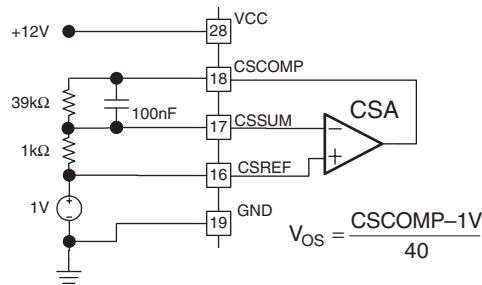 VCC
+12V
28
CSCOMP
18
39kΩ
100nF
CSA
CSSUM
17
1kΩ
CSREF
16
1V
GND
19
V_OS = (CSCOMP–1V)/40